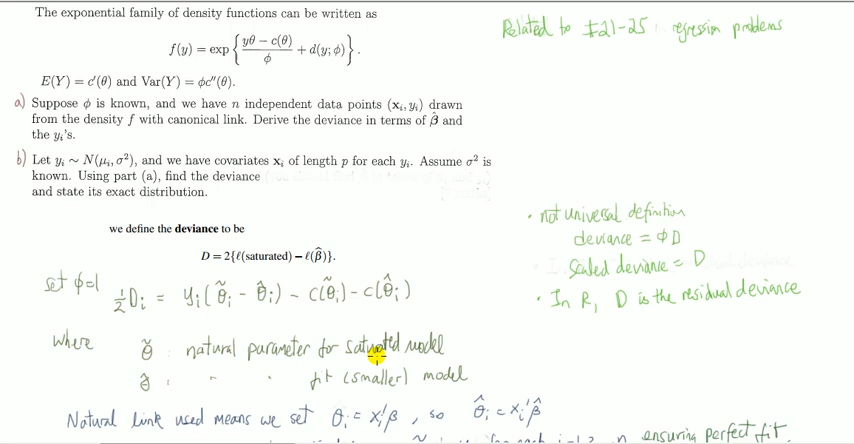 The exponential family of density functions can be written as
Related to #21-25 regression problems
f(y) = exp { (yθ − c(θ))/φ + d(y; φ) } .
E(Y) = c′(θ) and Var(Y) = φc″(θ).
a) Suppose φ is known, and we have n independent data points (xᵢ, yᵢ) drawn
from the density f with canonical link. Derive the deviance in terms of β̂ and
the yᵢ's.
b) Let yᵢ ∼ N(μᵢ, σ²), and we have covariates xᵢ of length p for each yᵢ. Assume σ² is
known. Using part (a), find the deviance
and state its exact distribution.
we define the deviance to be
D = 2{ℓ(saturated) − ℓ(β̂)}.
• not universal definition
deviance = φD
Scaled deviance = D
• In R, D is the residual deviance
set φ=1
½Dᵢ = yᵢ(θ̃ᵢ − θ̂ᵢ) − c(θ̃ᵢ) − c(θ̂ᵢ)
where θ̃ : natural parameter for saturated model
θ̂ : " " fit (smaller) model
Natural link used means we set θᵢ = xᵢ′β , so θ̂ᵢ = xᵢ′β̂
ensuring perfect fit.